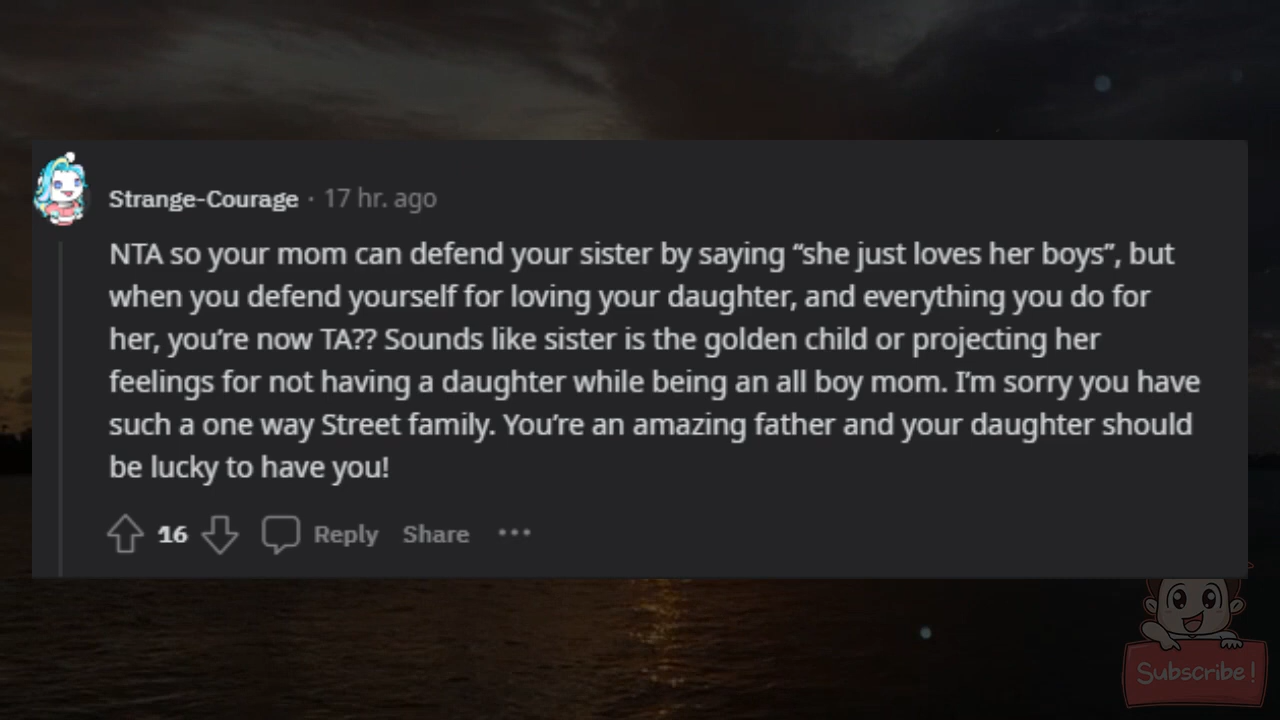 Strange-Courage · 17 hr. ago
NTA so your mom can defend your sister by saying “she just loves her boys”, but
when you defend yourself for loving your daughter, and everything you do for
her, you’re now TA?? Sounds like sister is the golden child or projecting her
feelings for not having a daughter while being an all boy mom. I’m sorry you have
such a one way Street family. You’re an amazing father and your daughter should
be lucky to have you!
16 Reply Share ···
Subscribe!